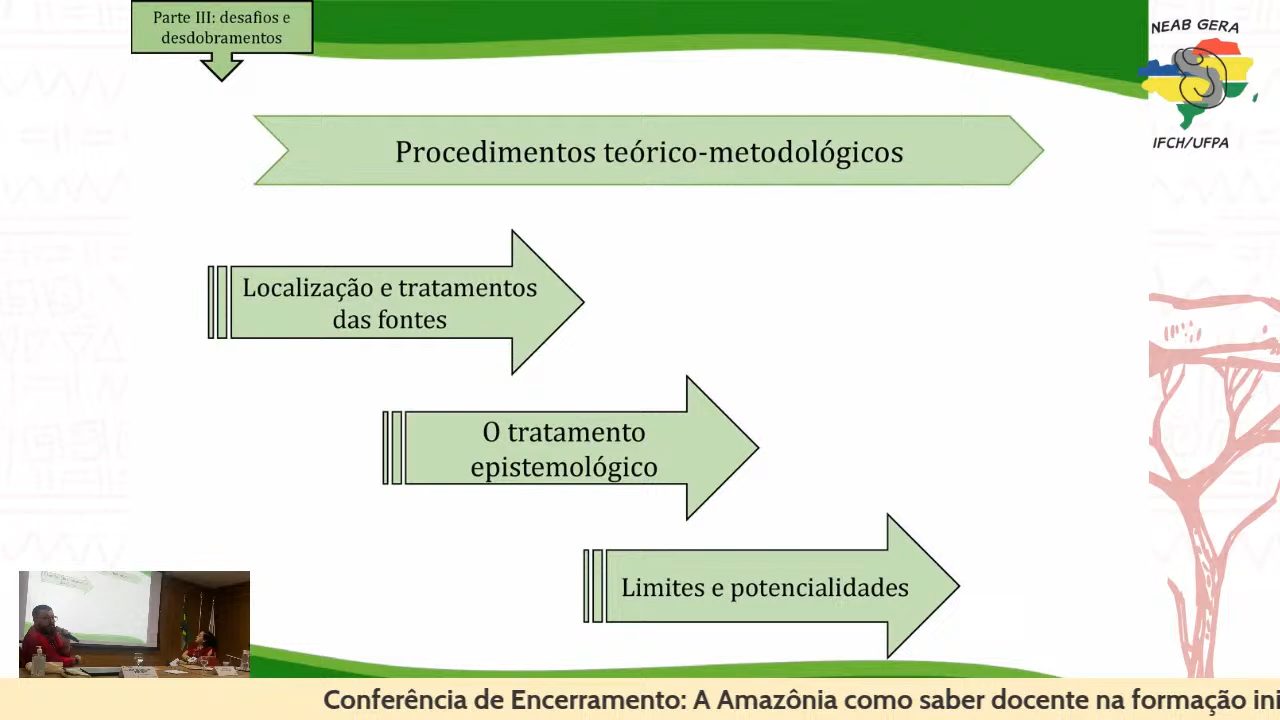 Parte III: desafios e
desdobramentos
NEAB GERA
IFCH/UFPA
Procedimentos teórico-metodológicos
Localização e tratamentos
das fontes
O tratamento
epistemológico
Limites e potencialidades
Conferência de Encerramento: A Amazônia como saber docente na formação ini